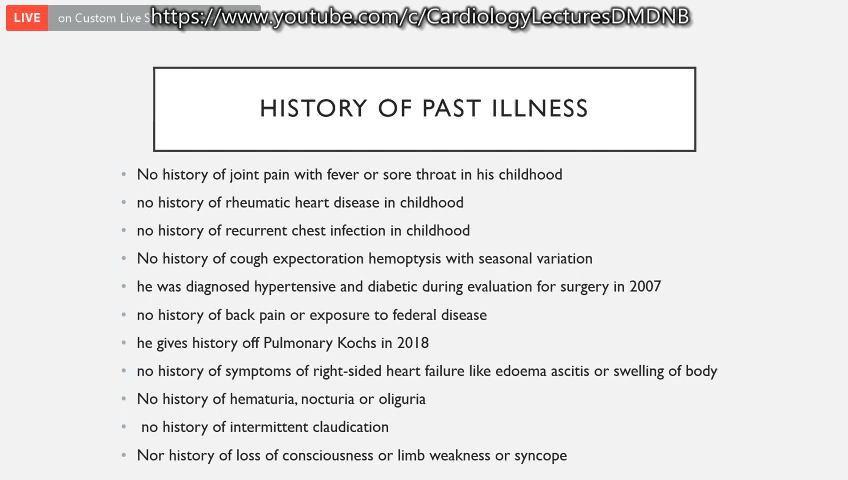 LIVE on Custom Live S
https://www.youtube.com/c/CardiologyLecturesDMDNB
HISTORY OF PAST ILLNESS
• No history of joint pain with fever or sore throat in his childhood
• no history of rheumatic heart disease in childhood
• no history of recurrent chest infection in childhood
• No history of cough expectoration hemoptysis with seasonal variation
• he was diagnosed hypertensive and diabetic during evaluation for surgery in 2007
• no history of back pain or exposure to federal disease
• he gives history off Pulmonary Kochs in 2018
• no history of symptoms of right-sided heart failure like edoema ascitis or swelling of body
• No history of hematuria, nocturia or oliguria
• no history of intermittent claudication
• Nor history of loss of consciousness or limb weakness or syncope